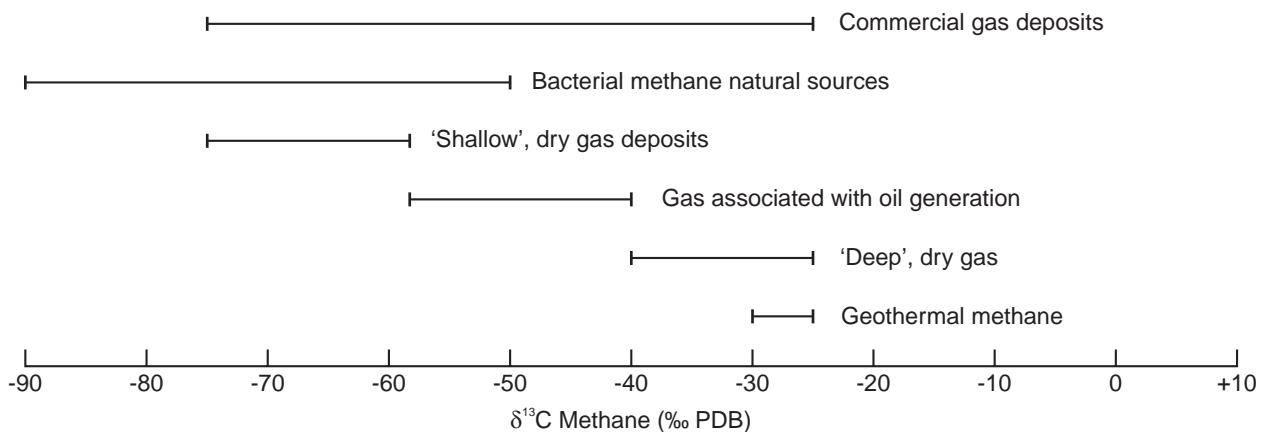 Commercial gas deposits
Bacterial methane natural sources
‘Shallow’, dry gas deposits
Gas associated with oil generation
‘Deep’, dry gas
Geothermal methane
-90 -80 -70 -60 -50 -40 -30 -20 -10 0 +10
δ¹³C Methane (‰ PDB)